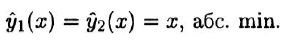 ŷ₁(x) = ŷ₂(x) = x, абс. min.